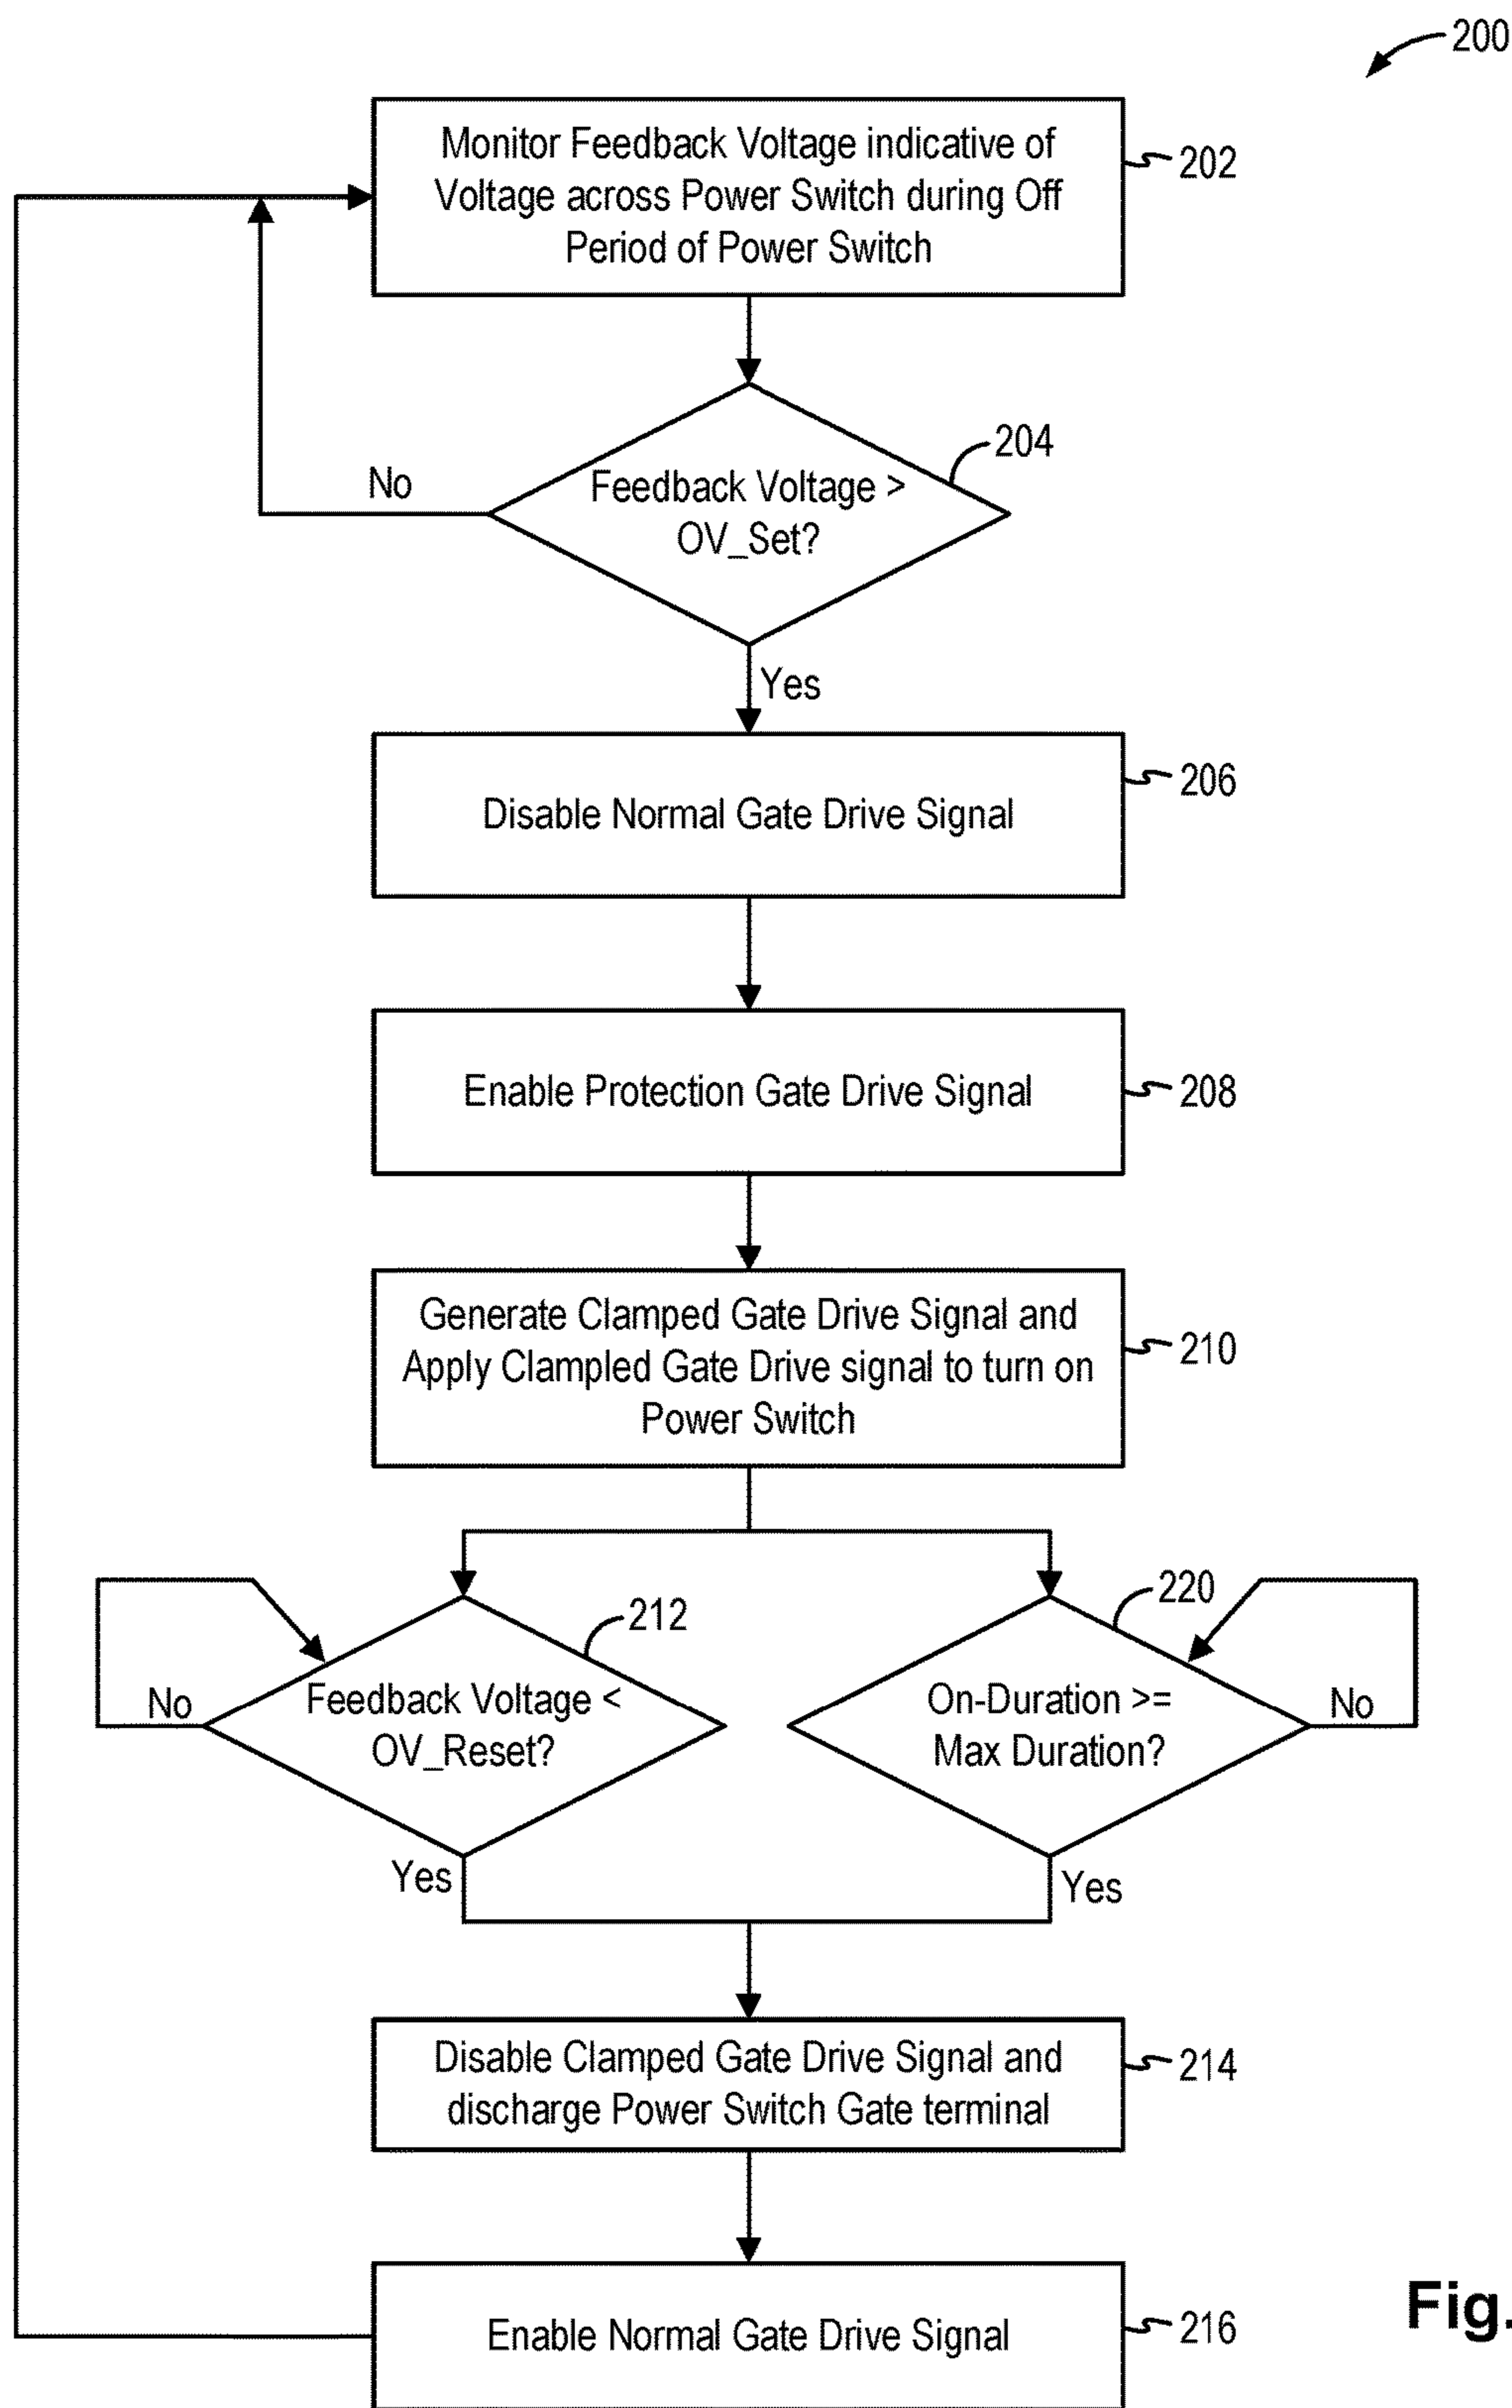 200
Monitor Feedback Voltage indicative of
Voltage across Power Switch during Off
Period of Power Switch
202
204
No
Feedback Voltage >
OV_Set?
Yes
206
Disable Normal Gate Drive Signal
Enable Protection Gate Drive Signal
208
Generate Clamped Gate Drive Signal and
Apply Clampled Gate Drive signal to turn on
Power Switch
210
212
220
No
Feedback Voltage <
OV_Reset?
On-Duration >=
Max Duration?
No
Yes
Yes
Disable Clamped Gate Drive Signal and
discharge Power Switch Gate terminal
214
Enable Normal Gate Drive Signal
216
Fig.